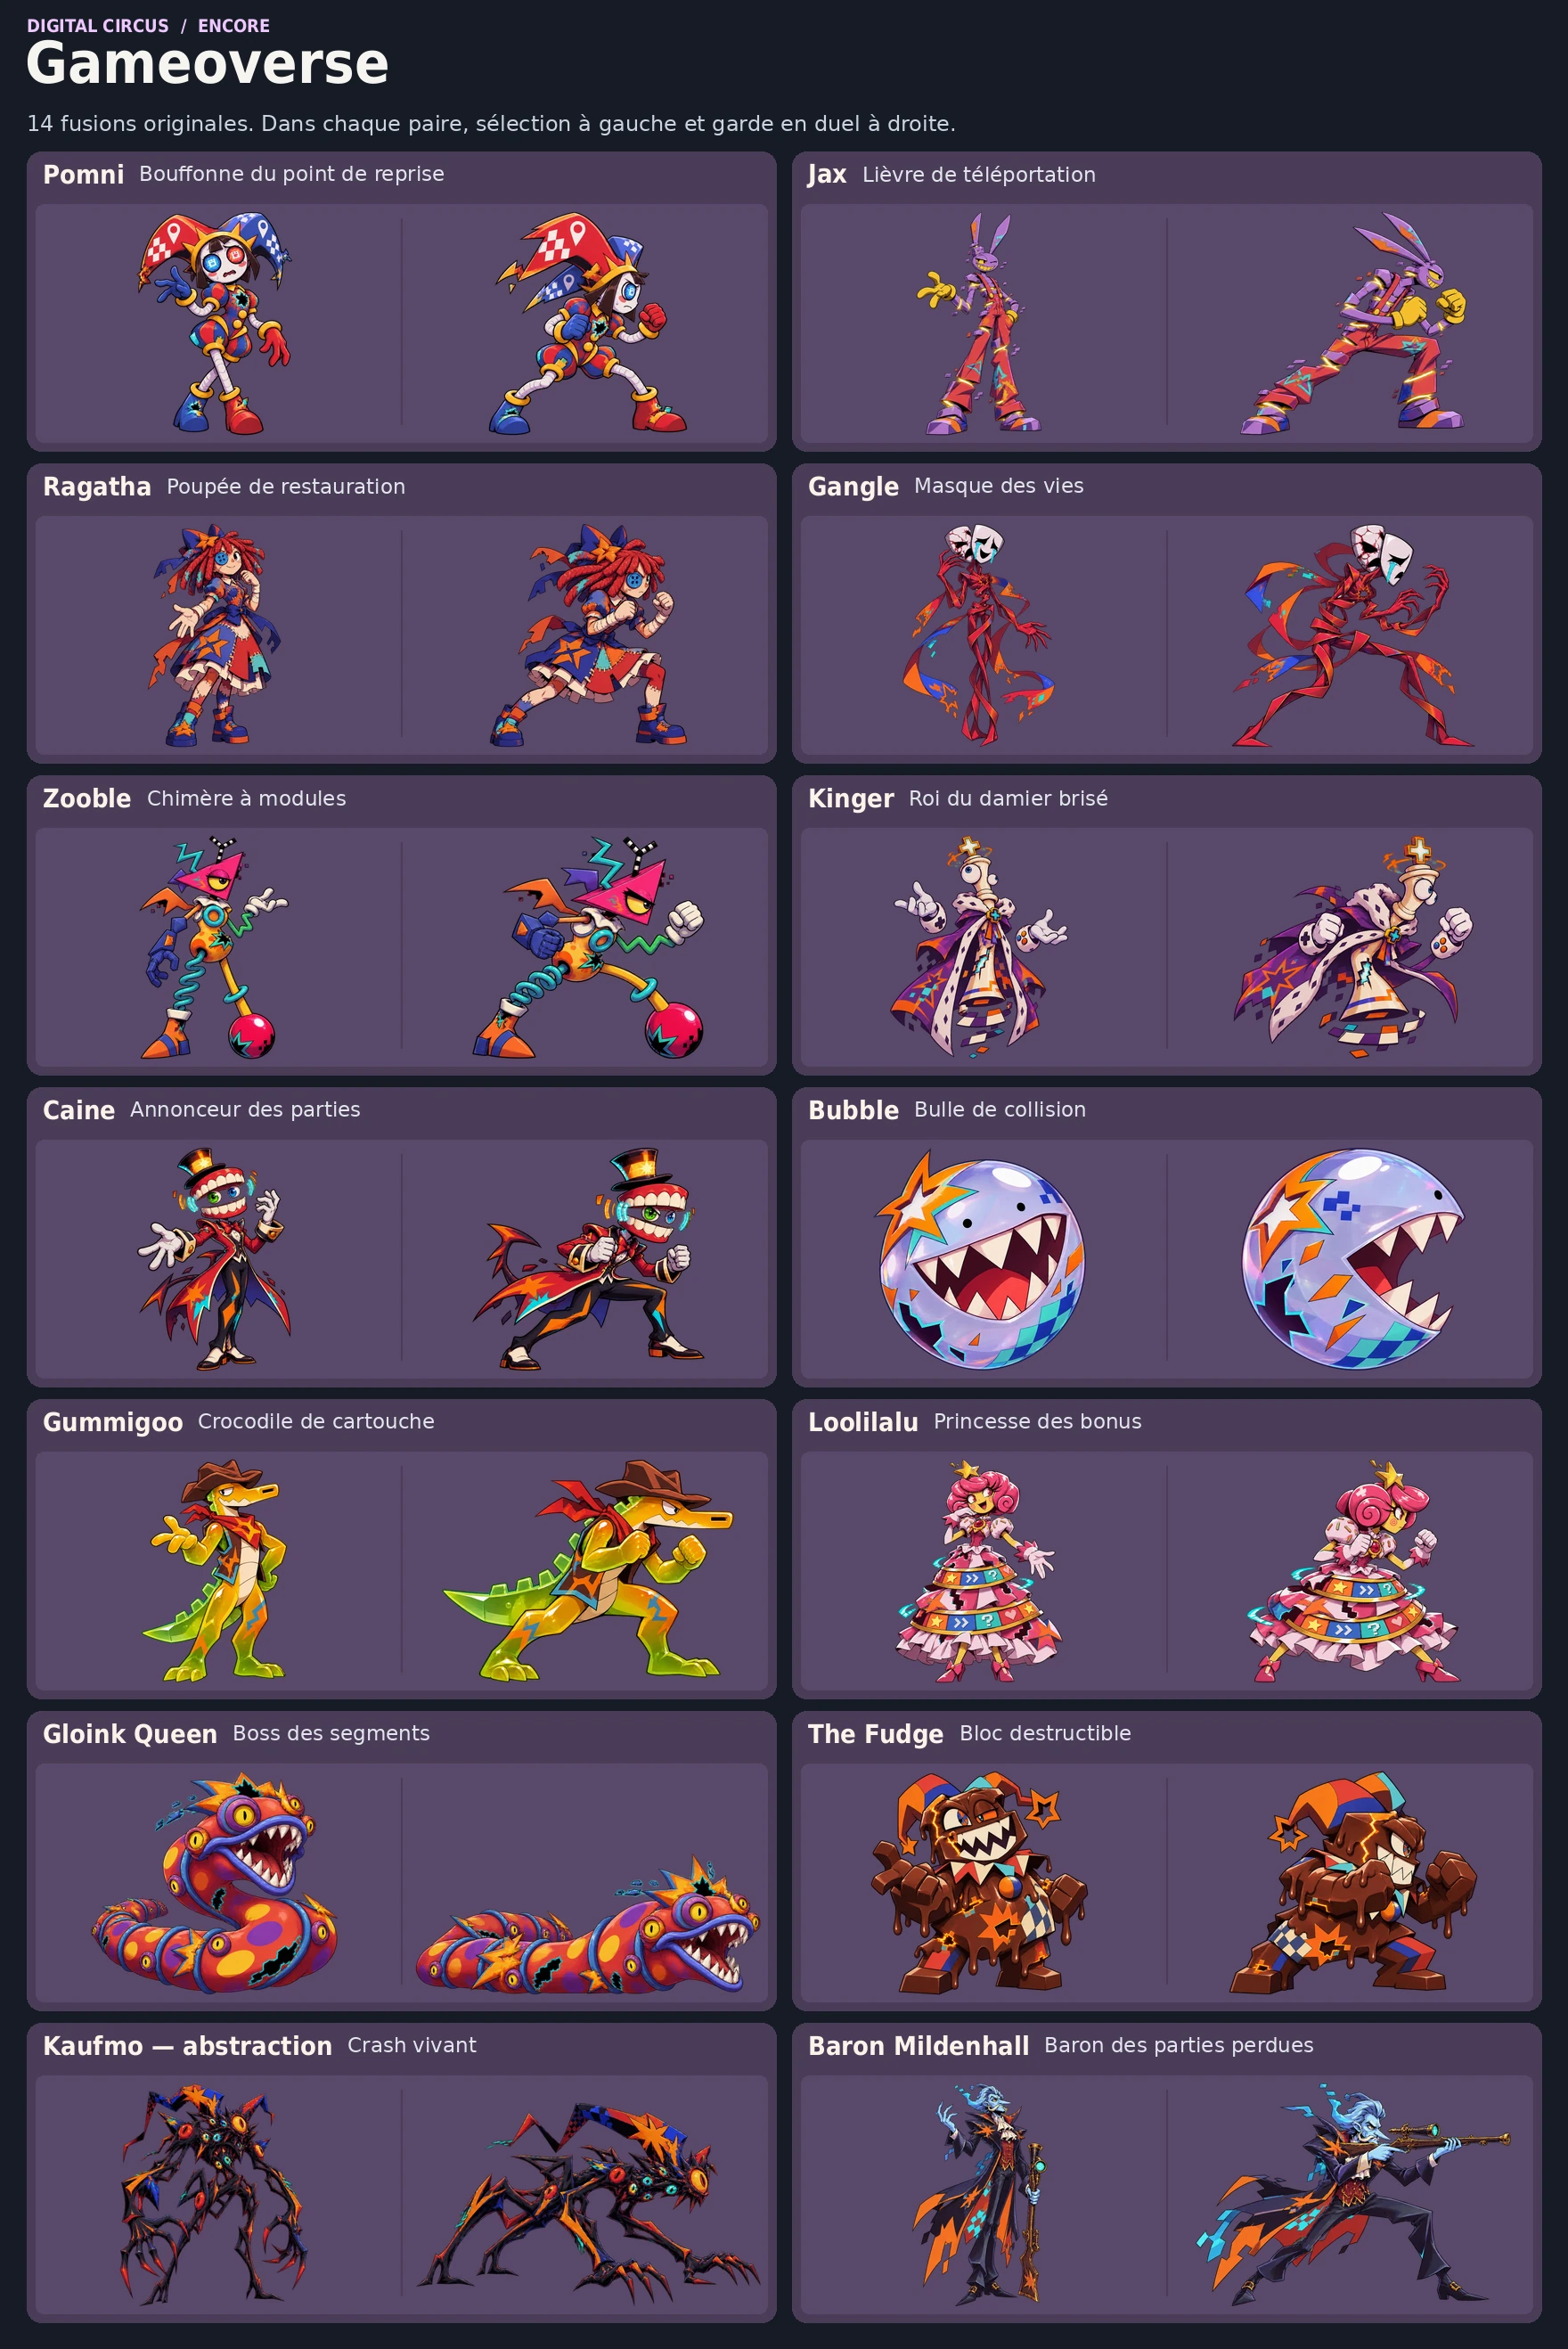 DIGITAL CIRCUS / ENCORE
Gameoverse
14 fusions originales. Dans chaque paire, sélection à gauche et garde en duel à droite.
Pomni Bouffonne du point de reprise
Jax Lièvre de téléportation
Ragatha Poupée de restauration
Gangle Masque des vies
Zooble Chimère à modules
Kinger Roi du damier brisé
Caine Annonceur des parties
Bubble Bulle de collision
Gummigoo Crocodile de cartouche
Loolilalu Princesse des bonus
Gloink Queen Boss des segments
The Fudge Bloc destructible
Kaufmo — abstraction Crash vivant
Baron Mildenhall Baron des parties perdues